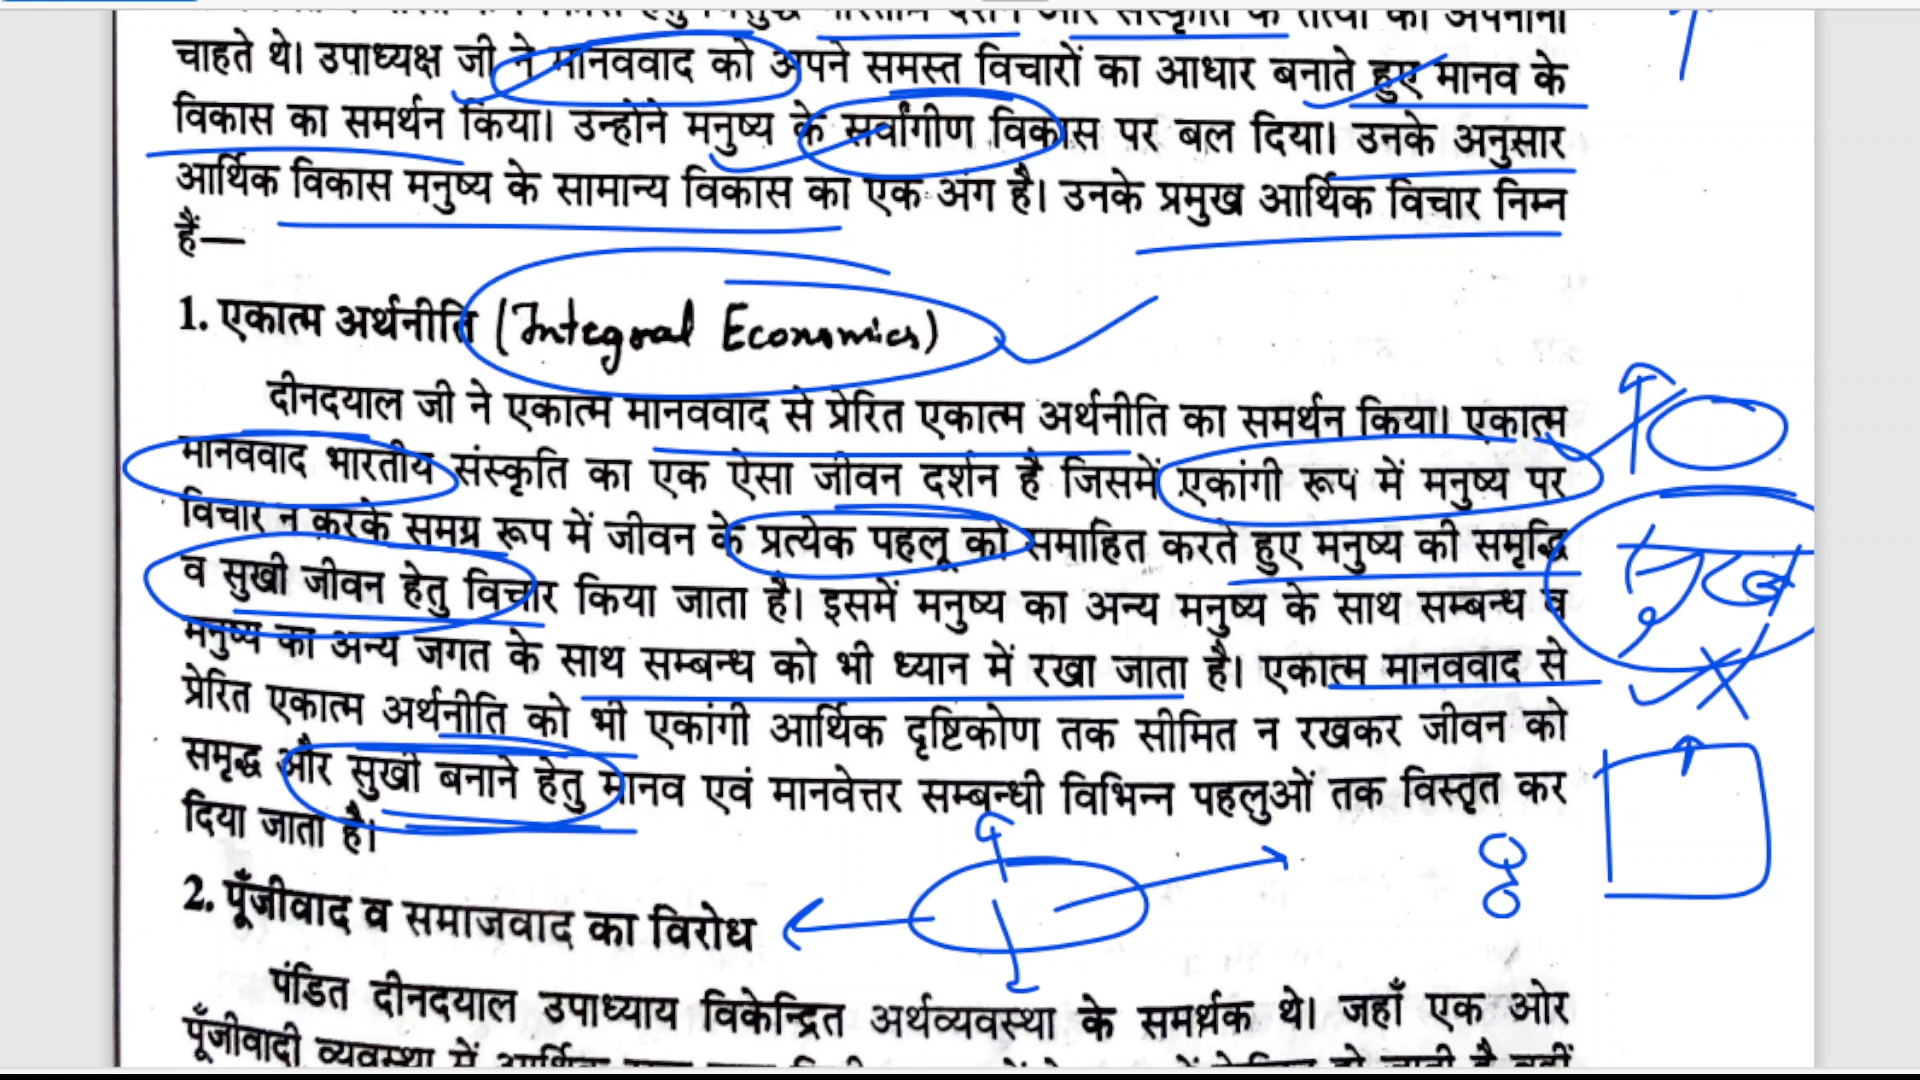 चाहते थे। उपाध्यक्ष जी ने मानववाद को अपने समस्त विचारों का आधार बनाते हुए मानव के
विकास का समर्थन किया। उन्होंने मनुष्य के सर्वांगीण विकास पर बल दिया। उनके अनुसार
आर्थिक विकास मनुष्य के सामान्य विकास का एक अंग है। उनके प्रमुख आर्थिक विचार निम्न
हैं—
1. एकात्म अर्थनीति (Integral Economics)
दीनदयाल जी ने एकात्म मानववाद से प्रेरित एकात्म अर्थनीति का समर्थन किया। एकात्म
मानववाद भारतीय संस्कृति का एक ऐसा जीवन दर्शन है जिसमें एकांगी रूप में मनुष्य पर
विचार न करके समग्र रूप में जीवन के प्रत्येक पहलू को समाहित करते हुए मनुष्य की समृद्धि
व सुखी जीवन हेतु विचार किया जाता है। इसमें मनुष्य का अन्य मनुष्य के साथ सम्बन्ध व
मनुष्य का अन्य जगत के साथ सम्बन्ध को भी ध्यान में रखा जाता है। एकात्म मानववाद से
प्रेरित एकात्म अर्थनीति को भी एकांगी आर्थिक दृष्टिकोण तक सीमित न रखकर जीवन को
समृद्ध और सुखी बनाने हेतु मानव एवं मानवेत्तर सम्बन्धी विभिन्न पहलुओं तक विस्तृत कर
दिया जाता है।
2. पूँजीवाद व समाजवाद का विरोध
पंडित दीनदयाल उपाध्याय विकेन्द्रित अर्थव्यवस्था के समर्थक थे। जहाँ एक ओर
पूँजीवादी व्यवस्था में आर्थिक